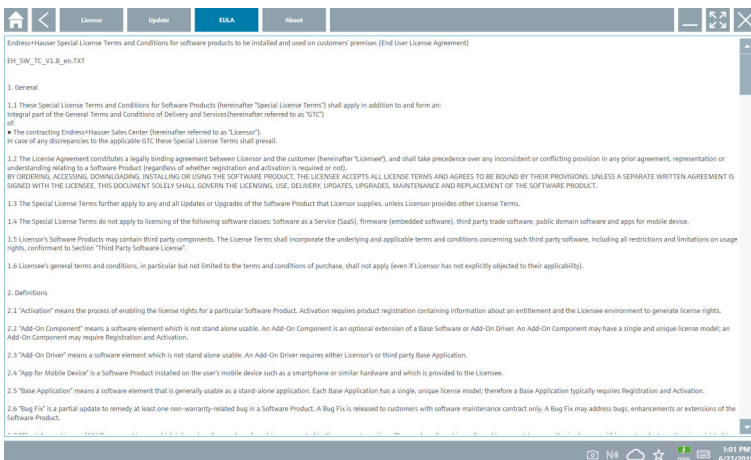 License
Update
EULA
About
Endress+Hauser Special License Terms and Conditions for software products to be installed and used on customers' premises (End User License Agreement)
EH_SW_TC_V1.8_en.TXT
1. General
1.1 These Special License Terms and Conditions for Software Products (hereinafter "Special License Terms") shall apply in addition to and form an:
Integral part of the General Terms and Conditions of Delivery and Services(hereinafter referred to as "GTC")
of:
● The contracting Endress+Hauser Sales Center (hereinafter referred to as "Licensor").
In case of any discrepancies to the applicable GTC these Special License Terms shall prevail.
1.2 The License Agreement constitutes a legally binding agreement between Licensor and the customer (hereinafter "Licensee"), and shall take precedence over any inconsistent or conflicting provision in any prior agreement, representation or
understanding relating to a Software Product (regardless of whether registration and activation is required or not).
BY ORDERING, ACCESSING, DOWNLOADING, INSTALLING OR USING THE SOFTWARE PRODUCT, THE LICENSEE ACCEPTS ALL LICENSE TERMS AND AGREES TO BE BOUND BY THEIR PROVISIONS. UNLESS A SEPARATE WRITTEN AGREEMENT IS
SIGNED WITH THE LICENSEE, THIS DOCUMENT SOLELY SHALL GOVERN THE LICENSING, USE, DELIVERY, UPDATES, UPGRADES, MAINTENANCE AND REPLACEMENT OF THE SOFTWARE PRODUCT.
1.3 The Special License Terms further apply to any and all Updates or Upgrades of the Software Product that Licensor supplies, unless Licensor provides other License Terms.
1.4 The Special License Terms do not apply to licensing of the following software classes: Software as a Service (SaaS), firmware (embedded software), third party trade software, public domain software and apps for mobile device.
1.5 Licensor's Software Products may contain third party components. The License Terms shall incorporate the underlying and applicable terms and conditions concerning such third party software, including all restrictions and limitations on usage
rights, conformant to Section "Third Party Software License".
1.6 Licensee's general terms and conditions, in particular but not limited to the terms and conditions of purchase, shall not apply (even if Licensor has not explicitly objected to their applicability).
2. Definitions
2.1 "Activation" means the process of enabling the license rights for a particular Software Product. Activation requires product registration containing information about an entitlement and the Licensee environment to generate license rights.
2.2 "Add-On Component" means a software element which is not stand alone usable. An Add-On Component is an optional extension of a Base Software or Add-On Driver. An Add-On Component may have a single and unique license model; an
Add-On Component may require Registration and Activation.
2.3 "Add-On Driver" means a software element which is not stand alone usable. An Add-On Driver requires either Licensor's or third party Base Application.
2.4 "App for Mobile Device" is a Software Product installed on the user's mobile device such as a smartphone or similar hardware and which is provided to the Licensee.
2.5 "Base Application" means a software element that is generally usable as a stand-alone application. Each Base Application has a single, unique license model; therefore a Base Application typically requires Registration and Activation.
2.6 "Bug Fix" is a partial update to remedy at least one non-warranty-related bug in a Software Product. A Bug Fix is released to customers with software maintenance contract only. A Bug Fix may address bugs, enhancements or extensions of the
Software Product.
1:01 PM